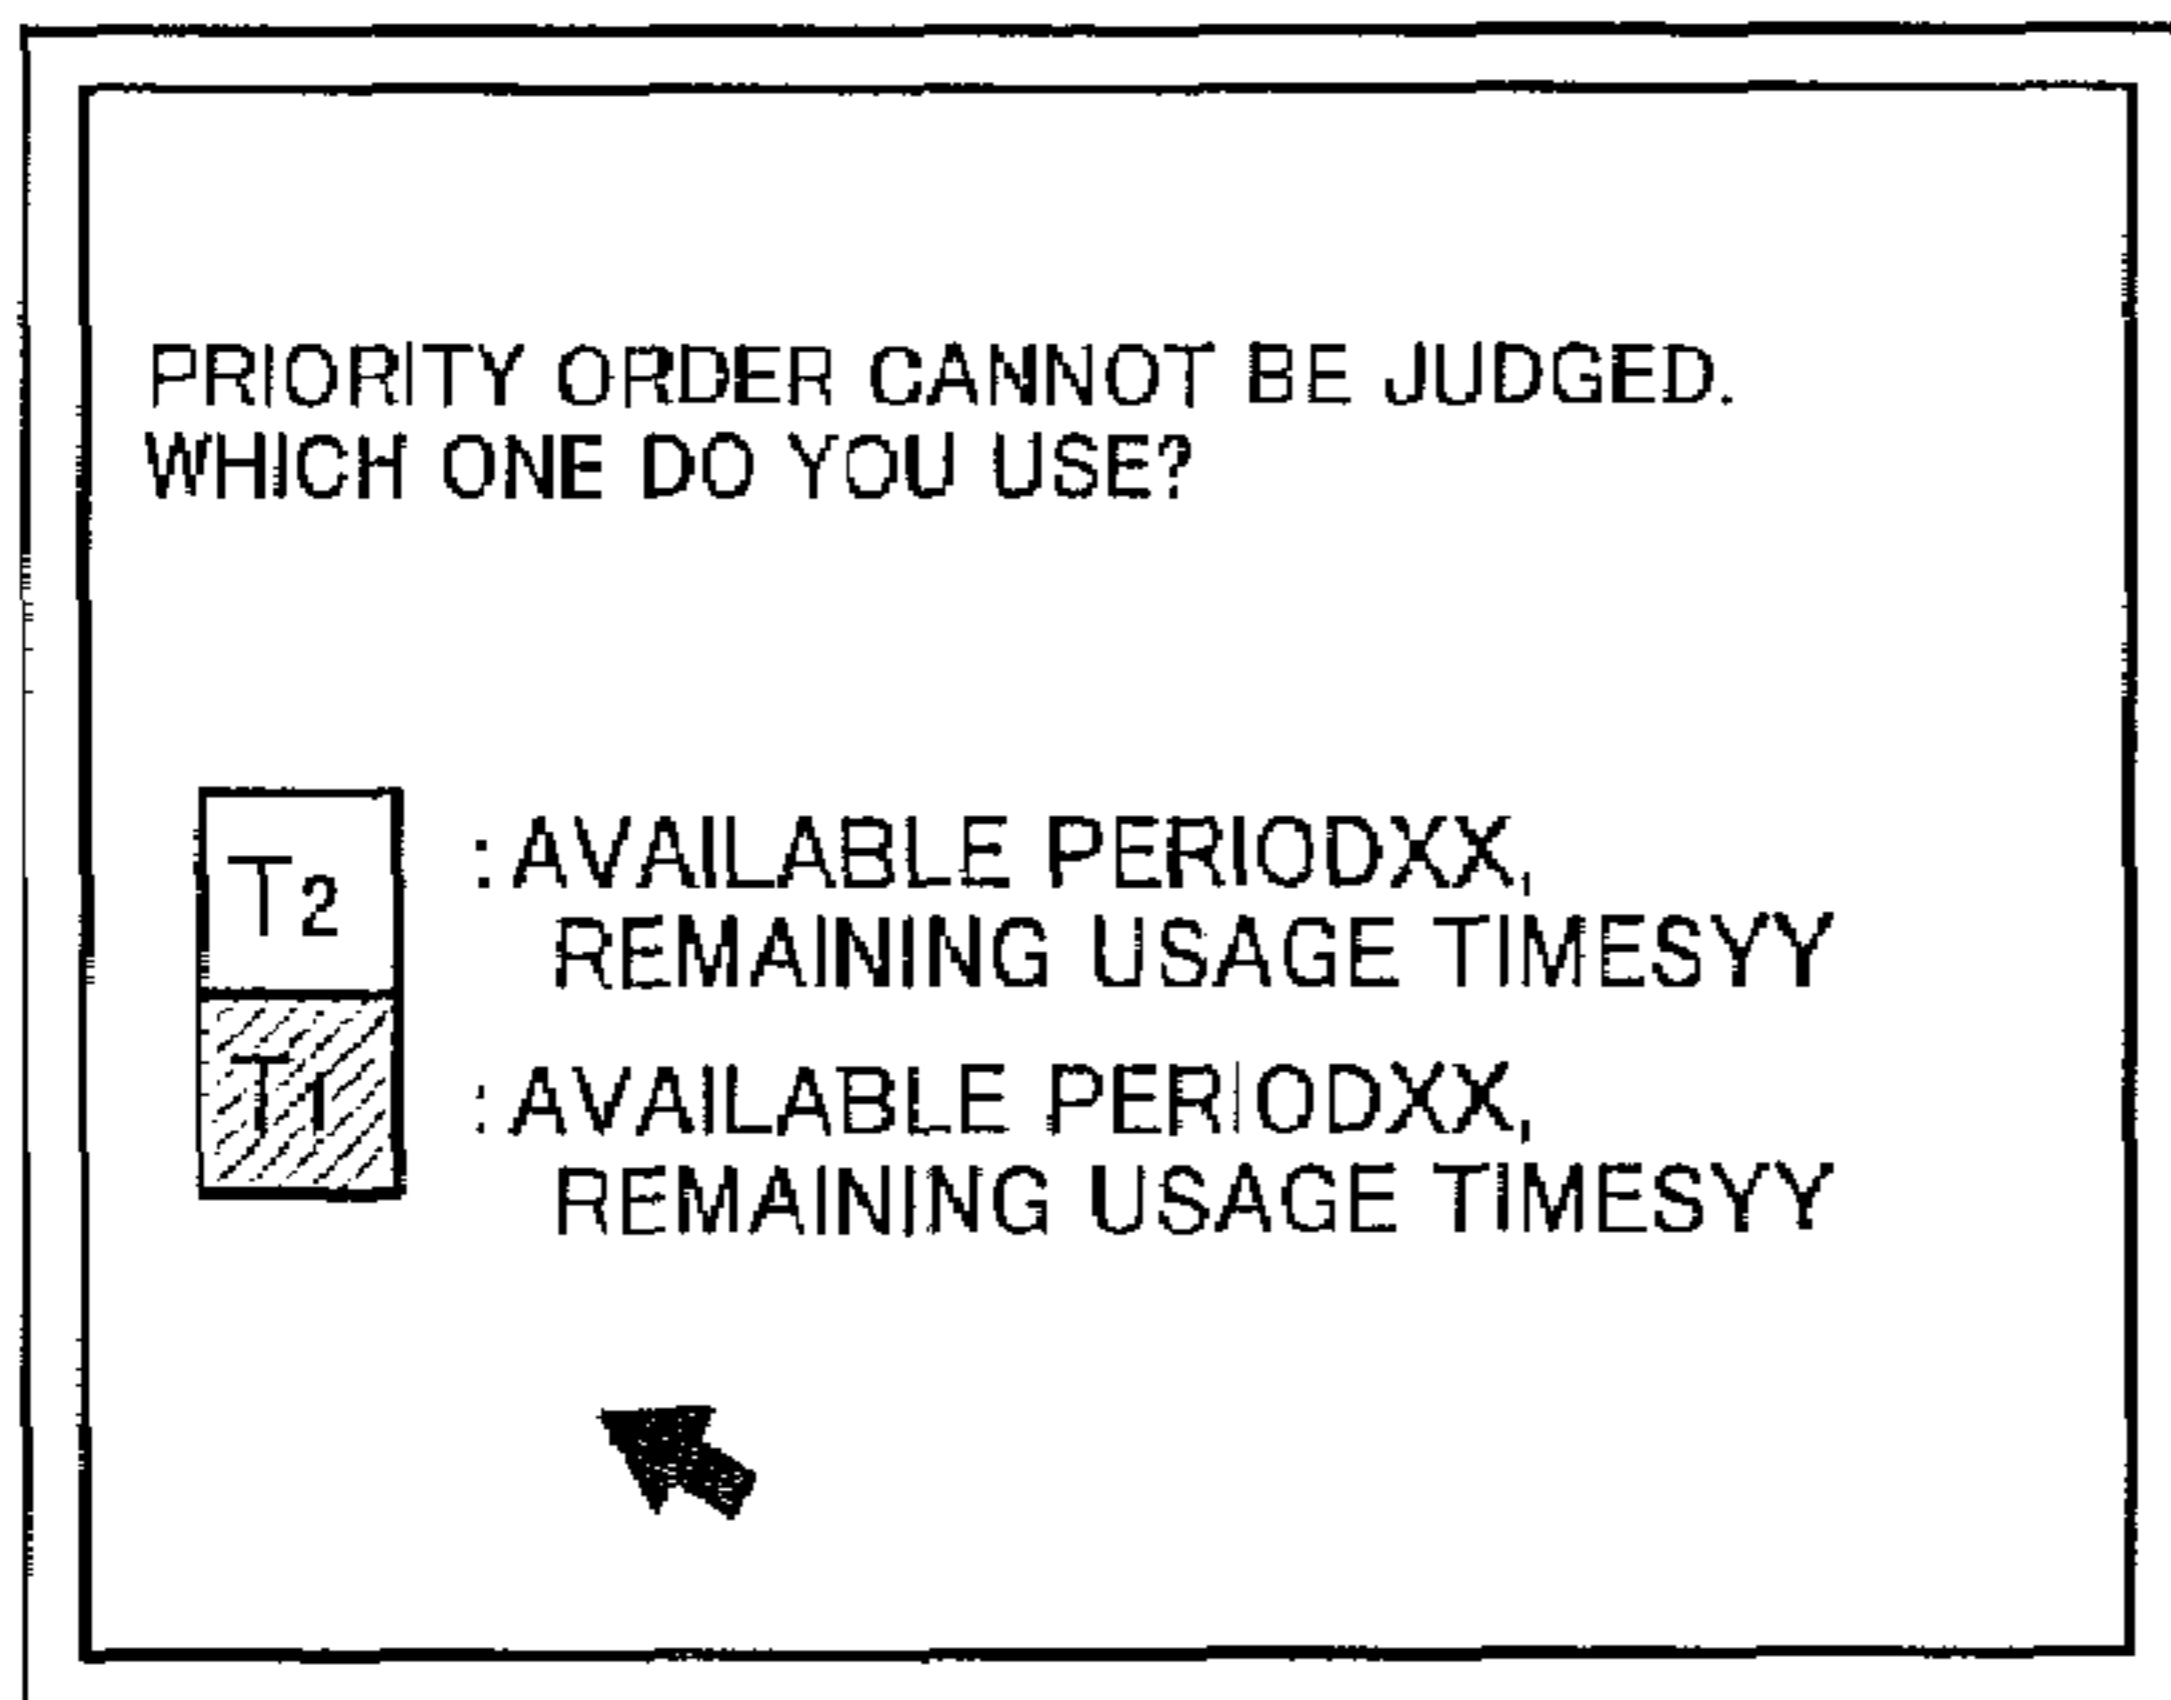 PRIORITY ORDER CANNOT BE JUDGED.
WHICH ONE DO YOU USE?
T2 : AVAILABLE PERIODXX,
REMAINING USAGE TIMESYY
T1 : AVAILABLE PERIODXX,
REMAINING USAGE TIMESYY